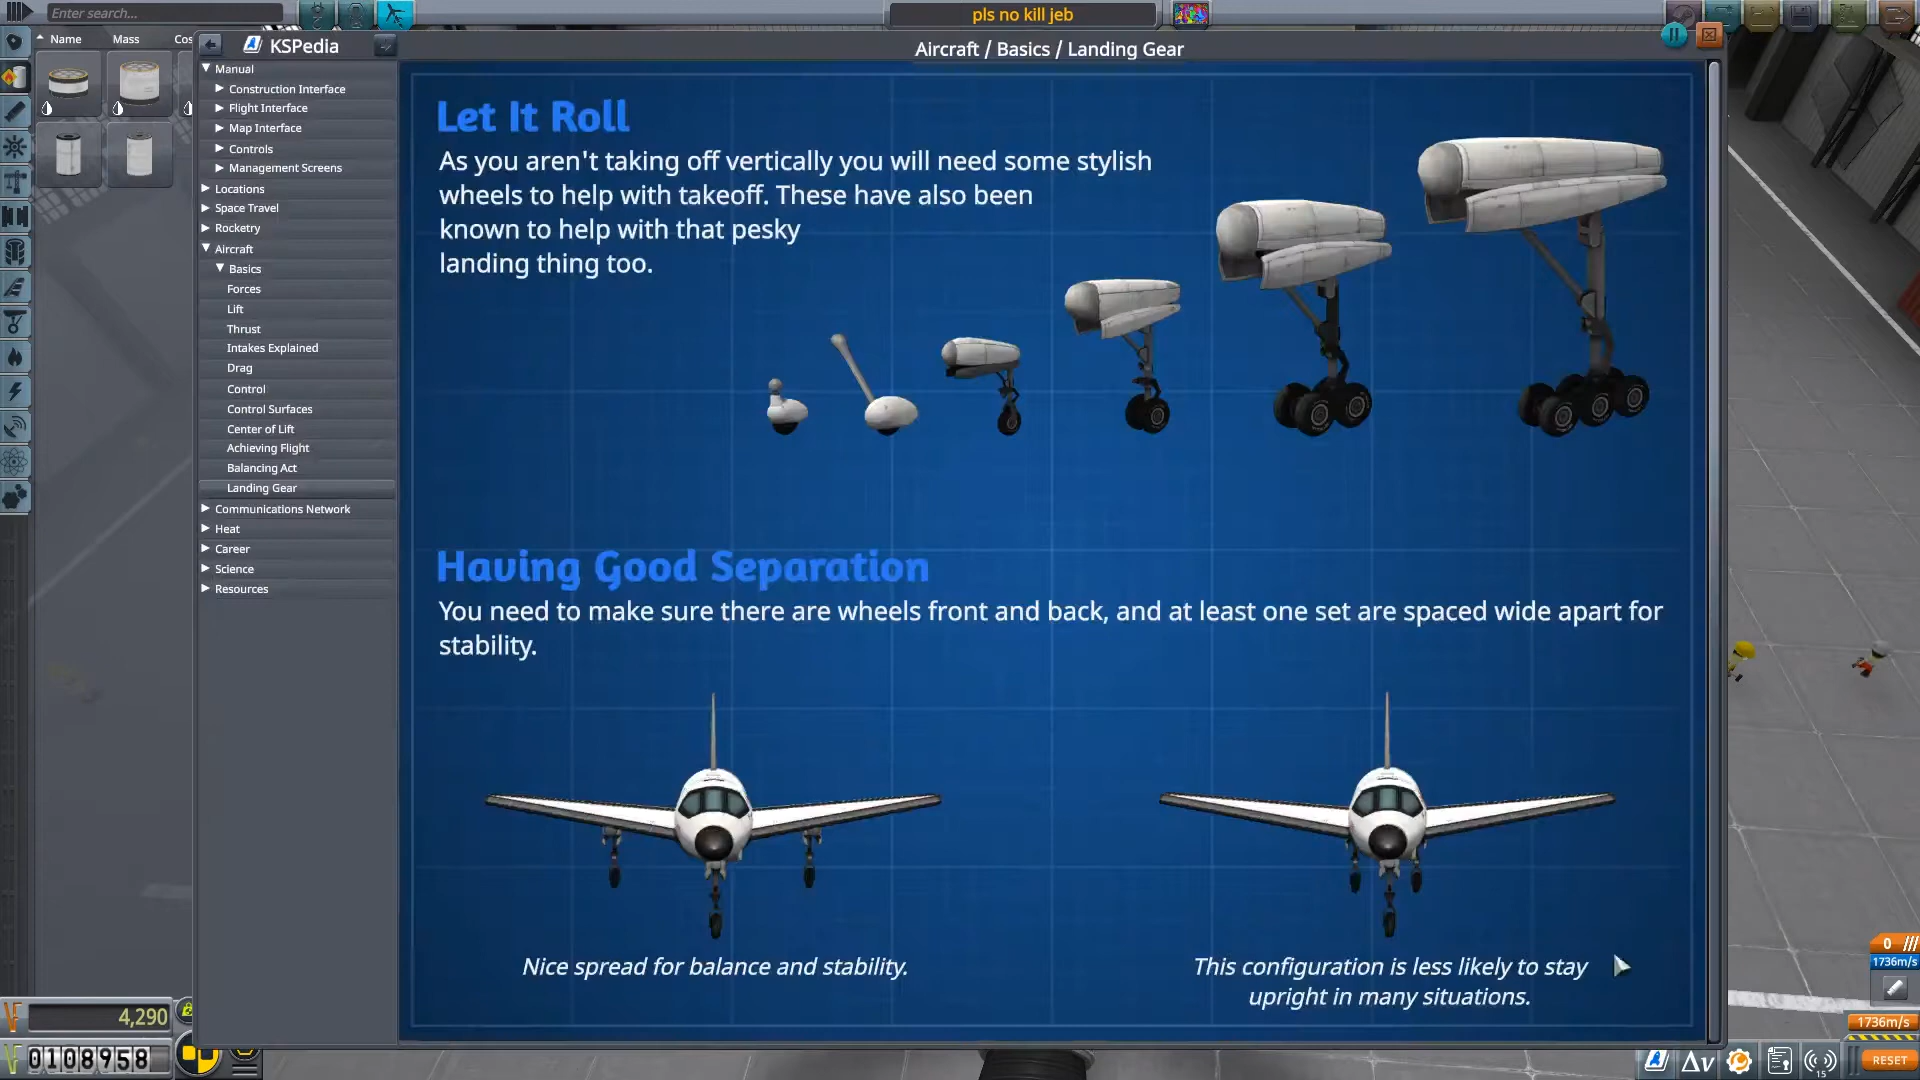 Enter search...
pls no kill jeb
Name Mass Cos
KSPedia
Aircraft / Basics / Landing Gear
Manual
Construction Interface
Flight Interface
Map Interface
Controls
Management Screens
Locations
Space Travel
Rocketry
Aircraft
Basics
Forces
Lift
Thrust
Intakes Explained
Drag
Control
Control Surfaces
Center of Lift
Achieving Flight
Balancing Act
Landing Gear
Communications Network
Heat
Career
Science
Resources
Let It Roll
As you aren't taking off vertically you will need some stylish
wheels to help with takeoff. These have also been
known to help with that pesky
landing thing too.
Having Good Separation
You need to make sure there are wheels front and back, and at least one set are spaced wide apart for
stability.
Nice spread for balance and stability.
This configuration is less likely to stay
upright in many situations.
4,290
0108958
0
1736m/s
1736m/s
Δv
15
RESET